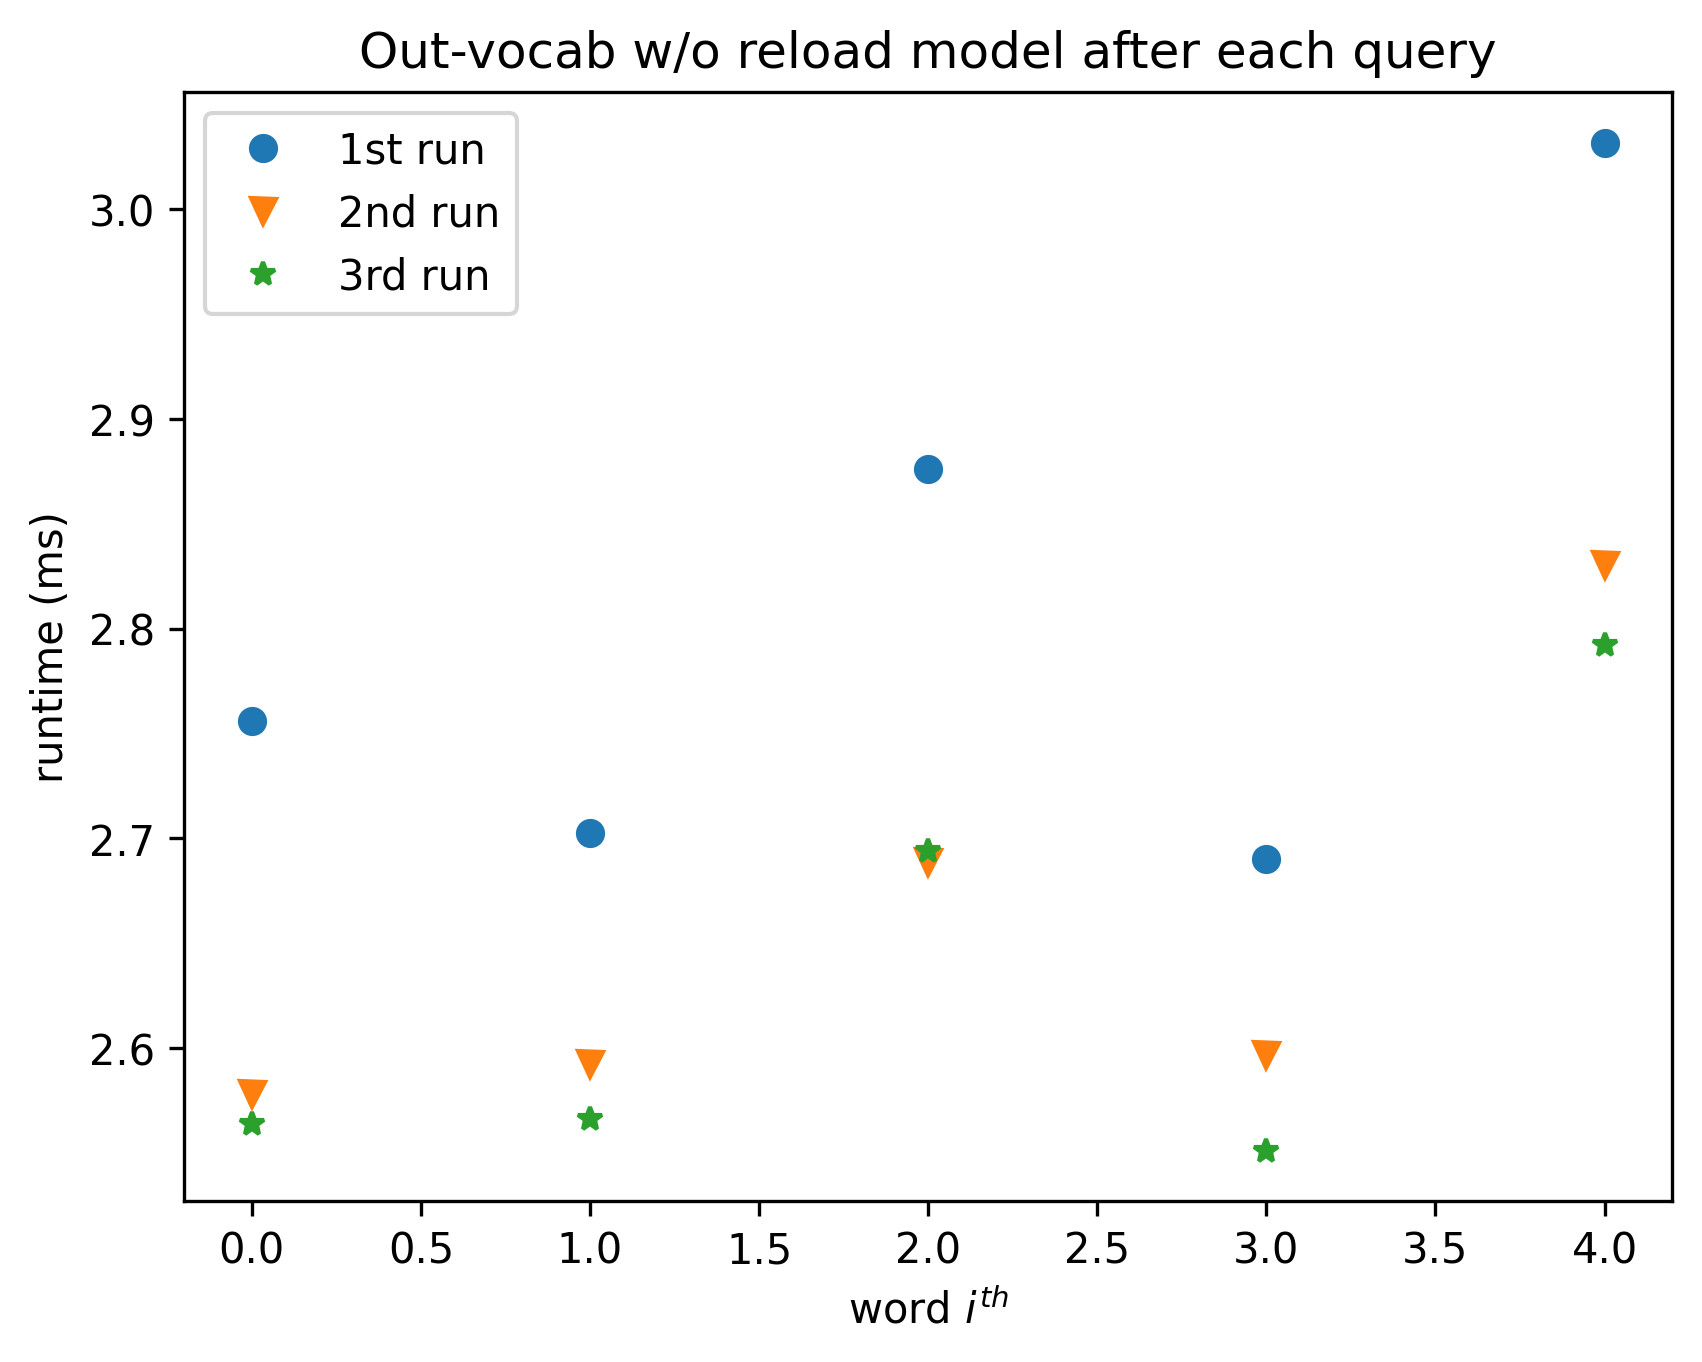 Out-vocab w/o reload model after each query
1st run
2nd run
3rd run
3.0
2.9
2.8
2.7
2.6
runtime (ms)
0.0 0.5 1.0 1.5 2.0 2.5 3.0 3.5 4.0
word i^th